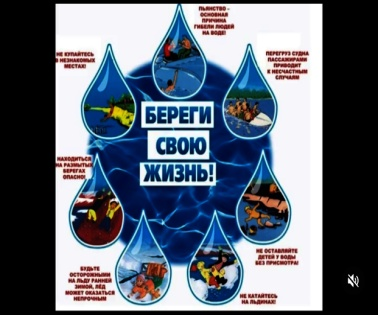 ПЬЯНСТВО -
ОСНОВНАЯ
ПРИЧИНА
ГИБЕЛИ ЛЮДЕЙ
НА ВОДЕ!
НЕ КУПАЙТЕСЬ
В НЕЗНАКОМЫХ
МЕСТАХ!
ПЕРЕГРУЗ СУДНА
ПАССАЖИРАМИ
ПРИВОДИТ
К НЕСЧАСТНЫМ
СЛУЧАЯМ
БЕРЕГИ
СВОЮ
ЖИЗНЬ!
НАХОДИТЬСЯ
НА РАЗМЫТЫХ
БЕРЕГАХ
ОПАСНО!
НЕ ОСТАВЛЯЙТЕ
ДЕТЕЙ У ВОДЫ
БЕЗ ПРИСМОТРА!
БУДЬТЕ
ОСТОРОЖНЫМИ
НА ЛЬДУ РАННЕЙ
ЗИМОЙ, ЛЁД
МОЖЕТ ОКАЗАТЬСЯ
НЕПРОЧНЫМ
НЕ КАТАЙТЕСЬ
НА ЛЬДИНАХ!